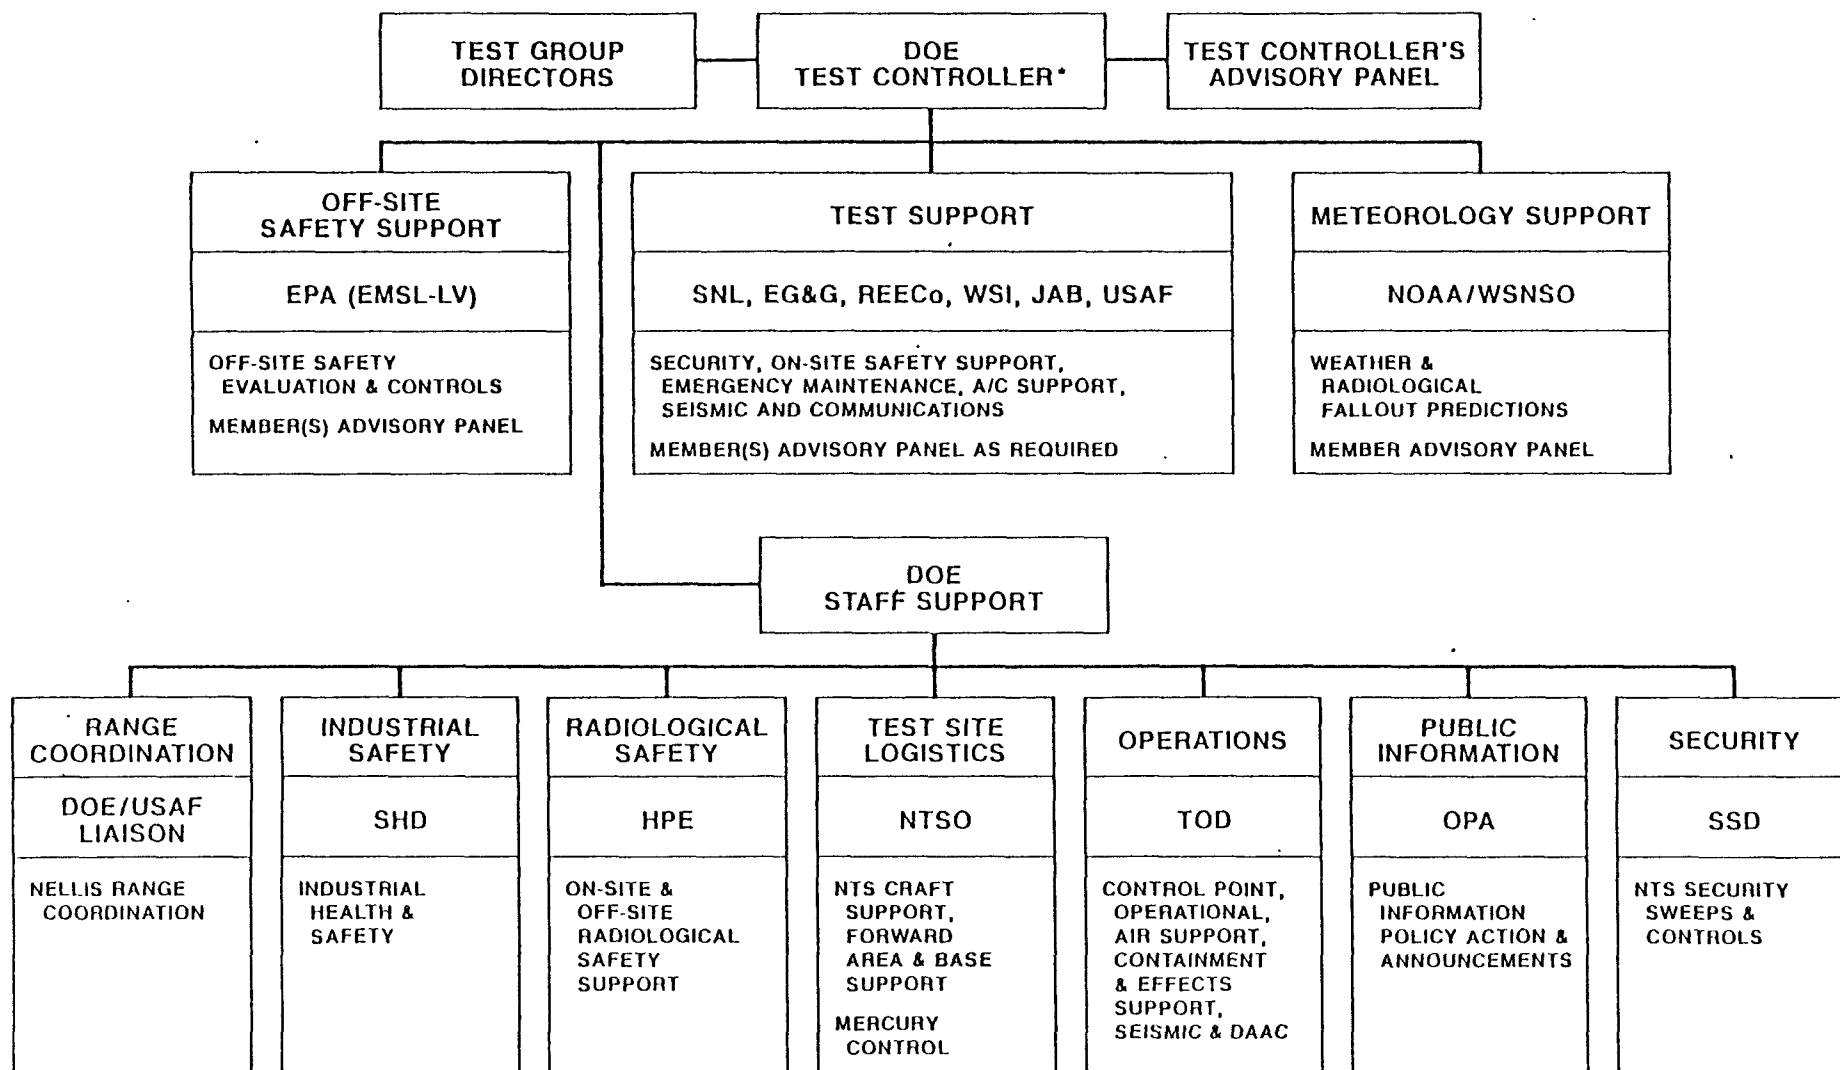 TEST GROUP
DIRECTORS
DOE
TEST CONTROLLER*
TEST CONTROLLER'S
ADVISORY PANEL
OFF-SITE
SAFETY SUPPORT
EPA (EMSL-LV)
OFF-SITE SAFETY
EVALUATION & CONTROLS
MEMBER(S) ADVISORY PANEL
TEST SUPPORT
SNL, EG&G, REECo, WSI, JAB, USAF
SECURITY, ON-SITE SAFETY SUPPORT,
EMERGENCY MAINTENANCE, A/C SUPPORT,
SEISMIC AND COMMUNICATIONS
MEMBER(S) ADVISORY PANEL AS REQUIRED
METEOROLOGY SUPPORT
NOAA/WSNSO
WEATHER &
RADIOLOGICAL
FALLOUT PREDICTIONS
MEMBER ADVISORY PANEL
DOE
STAFF SUPPORT
RANGE
COORDINATION
DOE/USAF
LIAISON
NELLIS RANGE
COORDINATION
INDUSTRIAL
SAFETY
SHD
INDUSTRIAL
HEALTH &
SAFETY
RADIOLOGICAL
SAFETY
HPE
ON-SITE &
OFF-SITE
RADIOLOGICAL
SAFETY
SUPPORT
TEST SITE
LOGISTICS
NTSO
NTS CRAFT
SUPPORT,
FORWARD
AREA & BASE
SUPPORT
MERCURY
CONTROL
OPERATIONS
TOD
CONTROL POINT,
OPERATIONAL,
AIR SUPPORT,
CONTAINMENT
& EFFECTS
SUPPORT,
SEISMIC & DAAC
PUBLIC
INFORMATION
OPA
PUBLIC
INFORMATION
POLICY ACTION &
ANNOUNCEMENTS
SECURITY
SSD
NTS SECURITY
SWEEPS &
CONTROLS